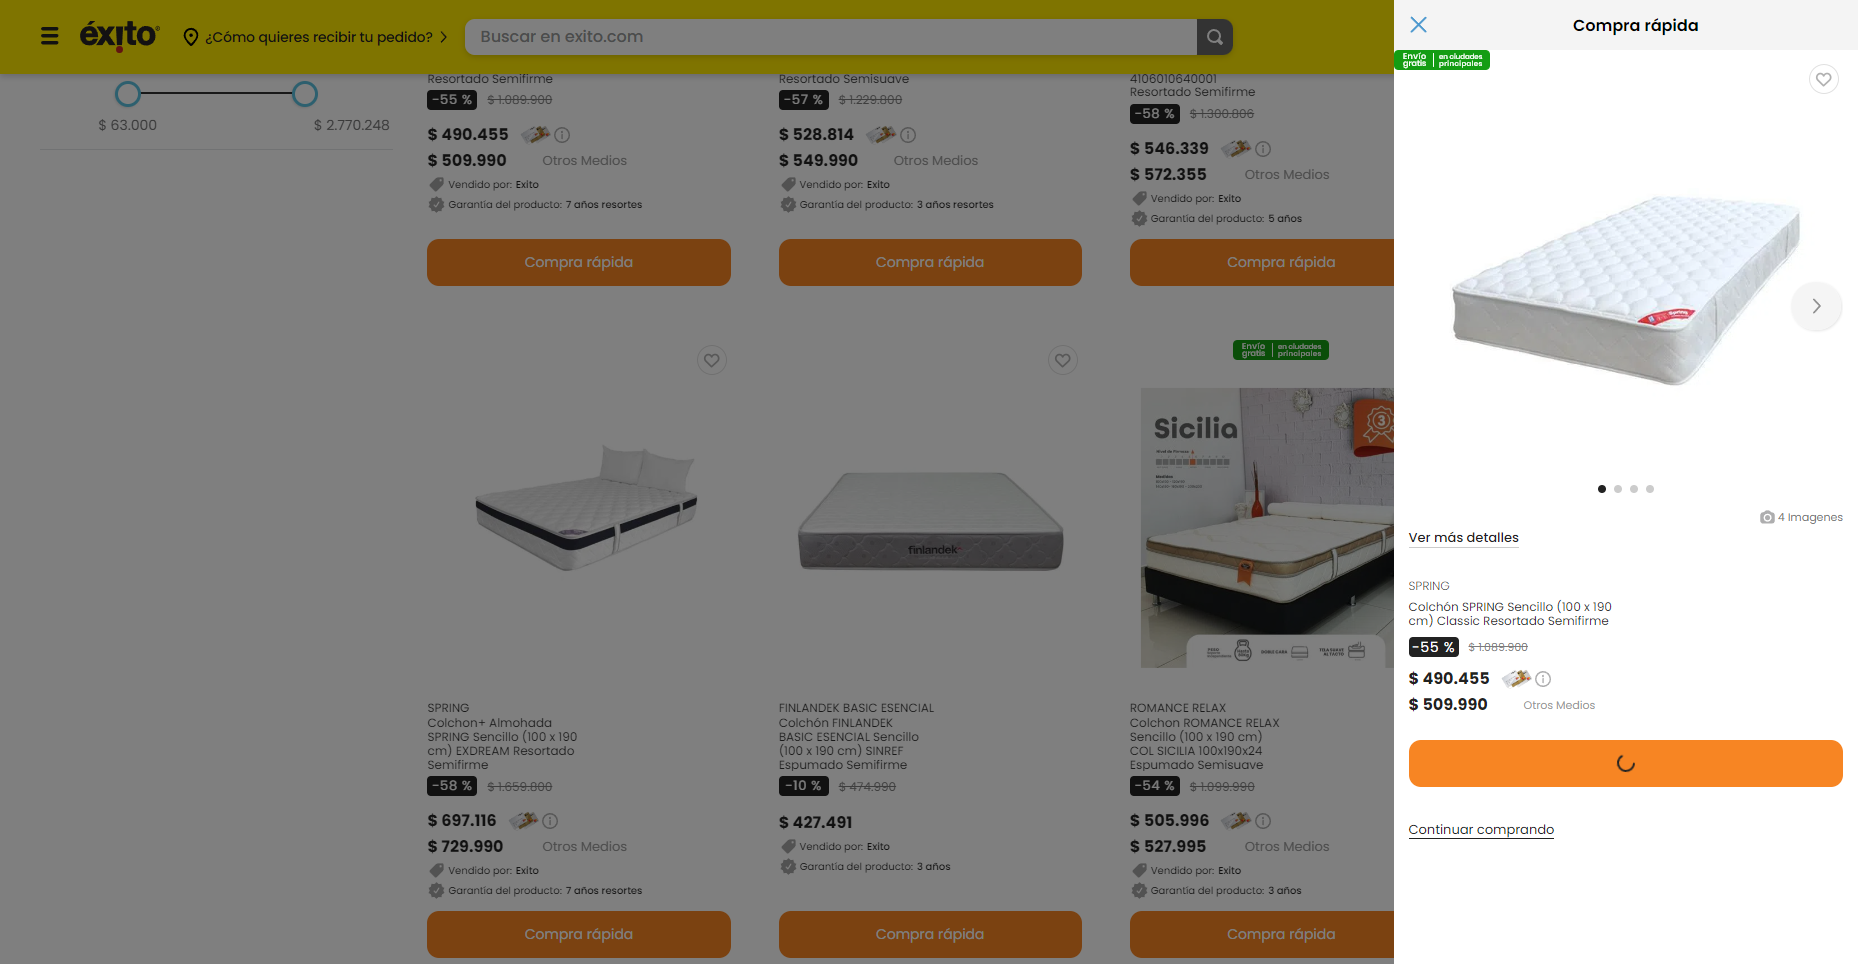 éxito
¿Cómo quieres recibir tu pedido?
Buscar en exito.com
$ 63.000
$ 2.770.248
Resortado Semifirme
-55 % $ 1.089.900
$ 490.455
$ 509.990 Otros Medios
Vendido por: Exito
Garantía del producto: 7 años resortes
Compra rápida
Resortado Semisuave
-57 % $ 1.229.800
$ 528.814
$ 549.990 Otros Medios
Vendido por: Exito
Garantía del producto: 3 años resortes
Compra rápida
4106010640001
Resortado Semifirme
-58 % $ 1.300.806
$ 546.339
$ 572.355 Otros Medios
Vendido por: Exito
Garantía del producto: 5 años
Compra rápida
SPRING
Colchon+ Almohada
SPRING Sencillo (100 x 190
cm) EXDREAM Resortado
Semifirme
-58 % $ 1.659.800
$ 697.116
$ 729.990 Otros Medios
Vendido por: Exito
Garantía del producto: 7 años resortes
Compra rápida
finlandek
FINLANDEK BASIC ESENCIAL
Colchón FINLANDEK
BASIC ESENCIAL Sencillo
(100 x 190 cm) SINREF
Espumado Semifirme
-10 % $ 474.990
$ 427.491
Vendido por: Exito
Garantía del producto: 3 años
Compra rápida
Envío gratis en ciudades principales
Sicilia
3
ROMANCE RELAX
Colchon ROMANCE RELAX
Sencillo (100 x 190 cm)
COL SICILIA 100x190x24
Espumado Semisuave
-54 % $ 1.099.990
$ 505.996
$ 527.995 Otros Medios
Vendido por: Exito
Garantía del producto: 3 años
Compra rápida
Compra rápida
Envío gratis en ciudades principales
Spring
4 Imagenes
Ver más detalles
SPRING
Colchón SPRING Sencillo (100 x 190
cm) Classic Resortado Semifirme
-55 % $ 1.089.900
$ 490.455
$ 509.990 Otros Medios
Continuar comprando